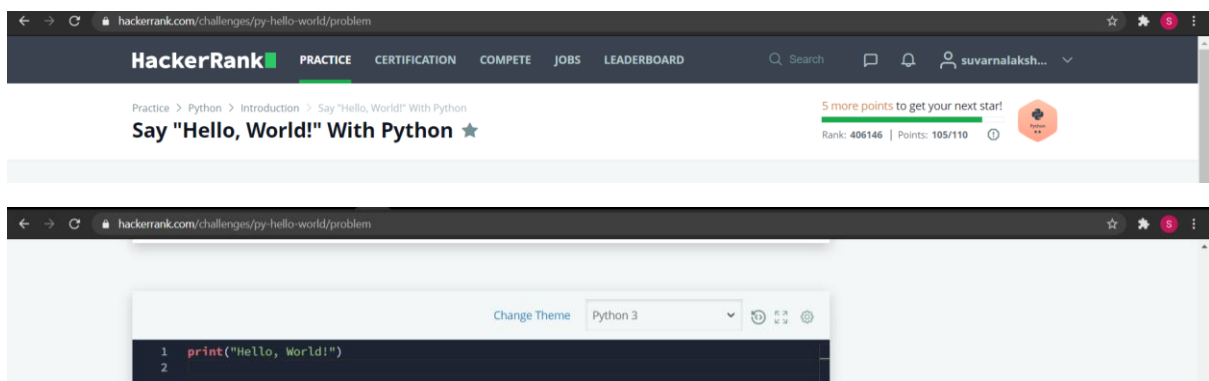 hackerrank.com/challenges/py-hello-world/problem
S
HackerRank PRACTICE CERTIFICATION COMPETE JOBS LEADERBOARD Search suvarnalaksh...
Practice > Python > Introduction > Say "Hello, World!" With Python
5 more points to get your next star!
Say "Hello, World!" With Python
Rank: 406146 | Points: 105/110
Python
hackerrank.com/challenges/py-hello-world/problem
S
Change Theme Python 3
1 print("Hello, World!")
2